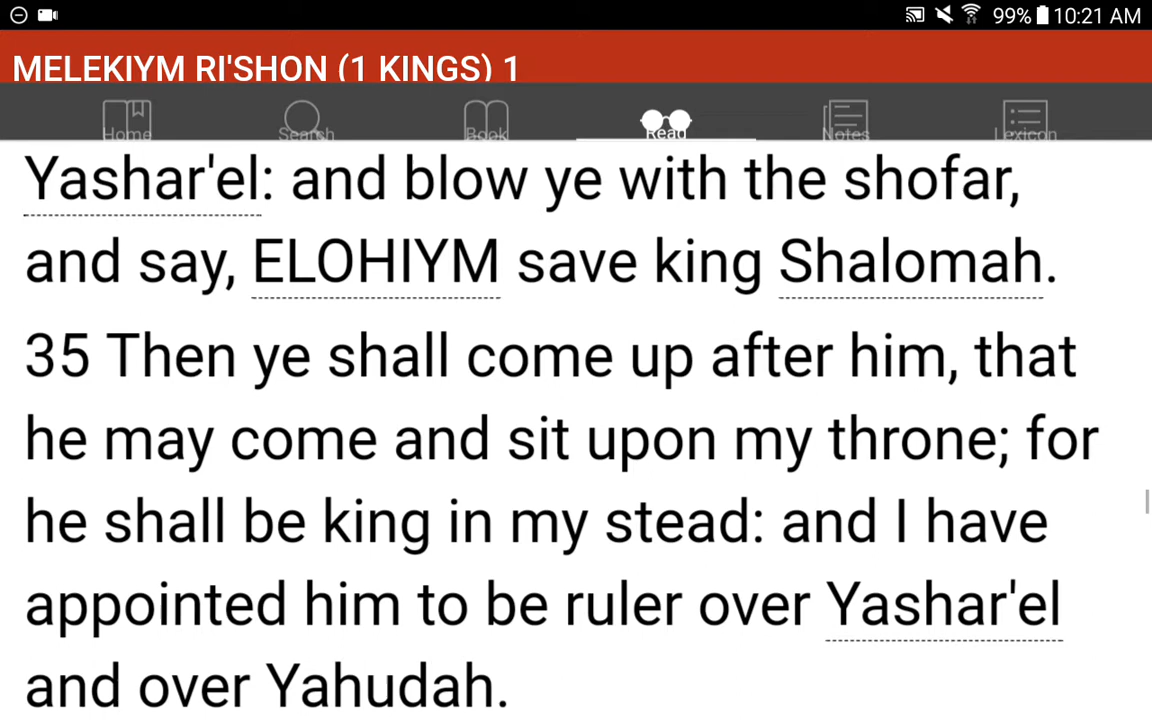 99% 10:21 AM
MELEKIYM RI'SHON (1 KINGS) 1
Home Search Book Read Notes Lexicon
Yashar'el: and blow ye with the shofar,
and say, ELOHIYM save king Shalomah.
35 Then ye shall come up after him, that
he may come and sit upon my throne; for
he shall be king in my stead: and I have
appointed him to be ruler over Yashar'el
and over Yahudah.